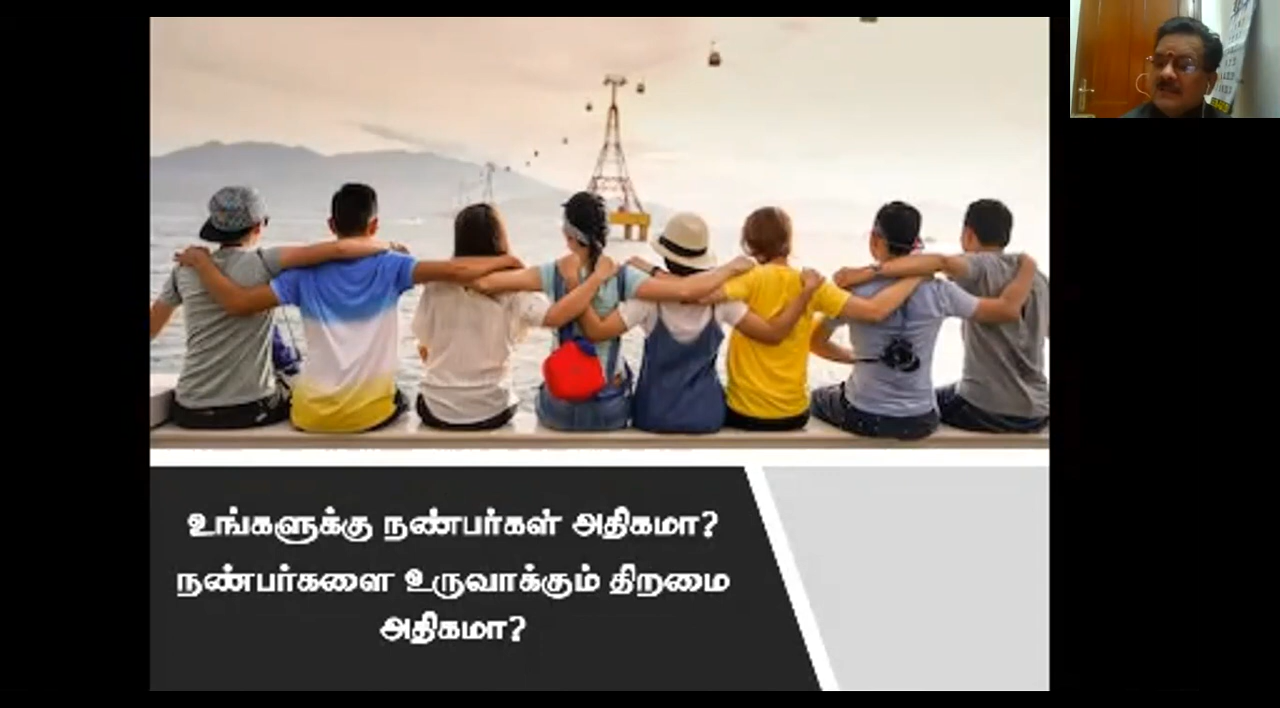 உங்களுக்கு நண்பர்கள் அதிகமா?
நண்பர்களை உருவாக்கும் திறமை
அதிகமா?